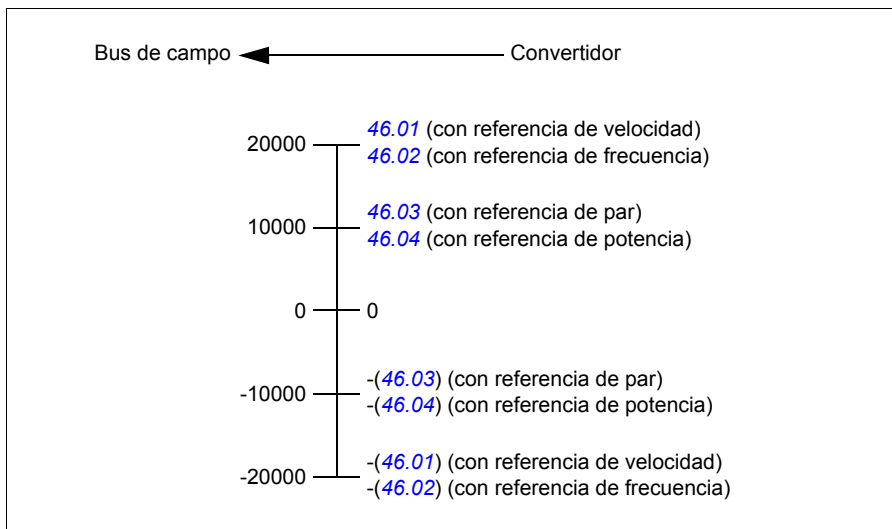 Bus de campo Convertidor
46.01 (con referencia de velocidad)
20000
46.02 (con referencia de frecuencia)
46.03 (con referencia de par)
10000
46.04 (con referencia de potencia)
0 0
-(46.03) (con referencia de par)
-10000
-(46.04) (con referencia de potencia)
-(46.01) (con referencia de velocidad)
-20000
-(46.02) (con referencia de frecuencia)